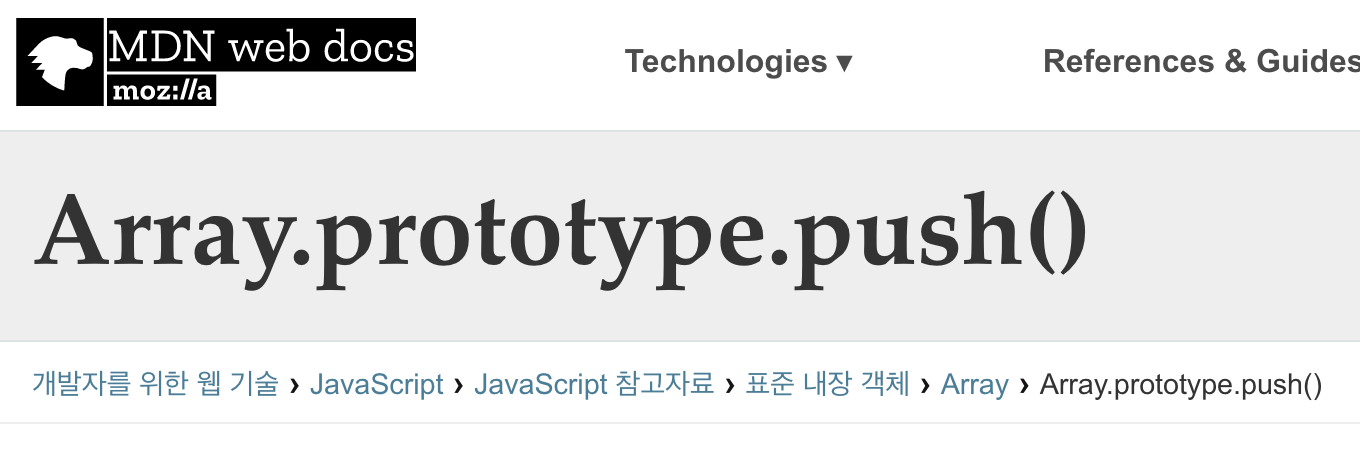 MDN web docs
moz://a
Technologies ▾
References & Guides
Array.prototype.push()
개발자를 위한 웹 기술 › JavaScript › JavaScript 참고자료 › 표준 내장 객체 › Array › Array.prototype.push()